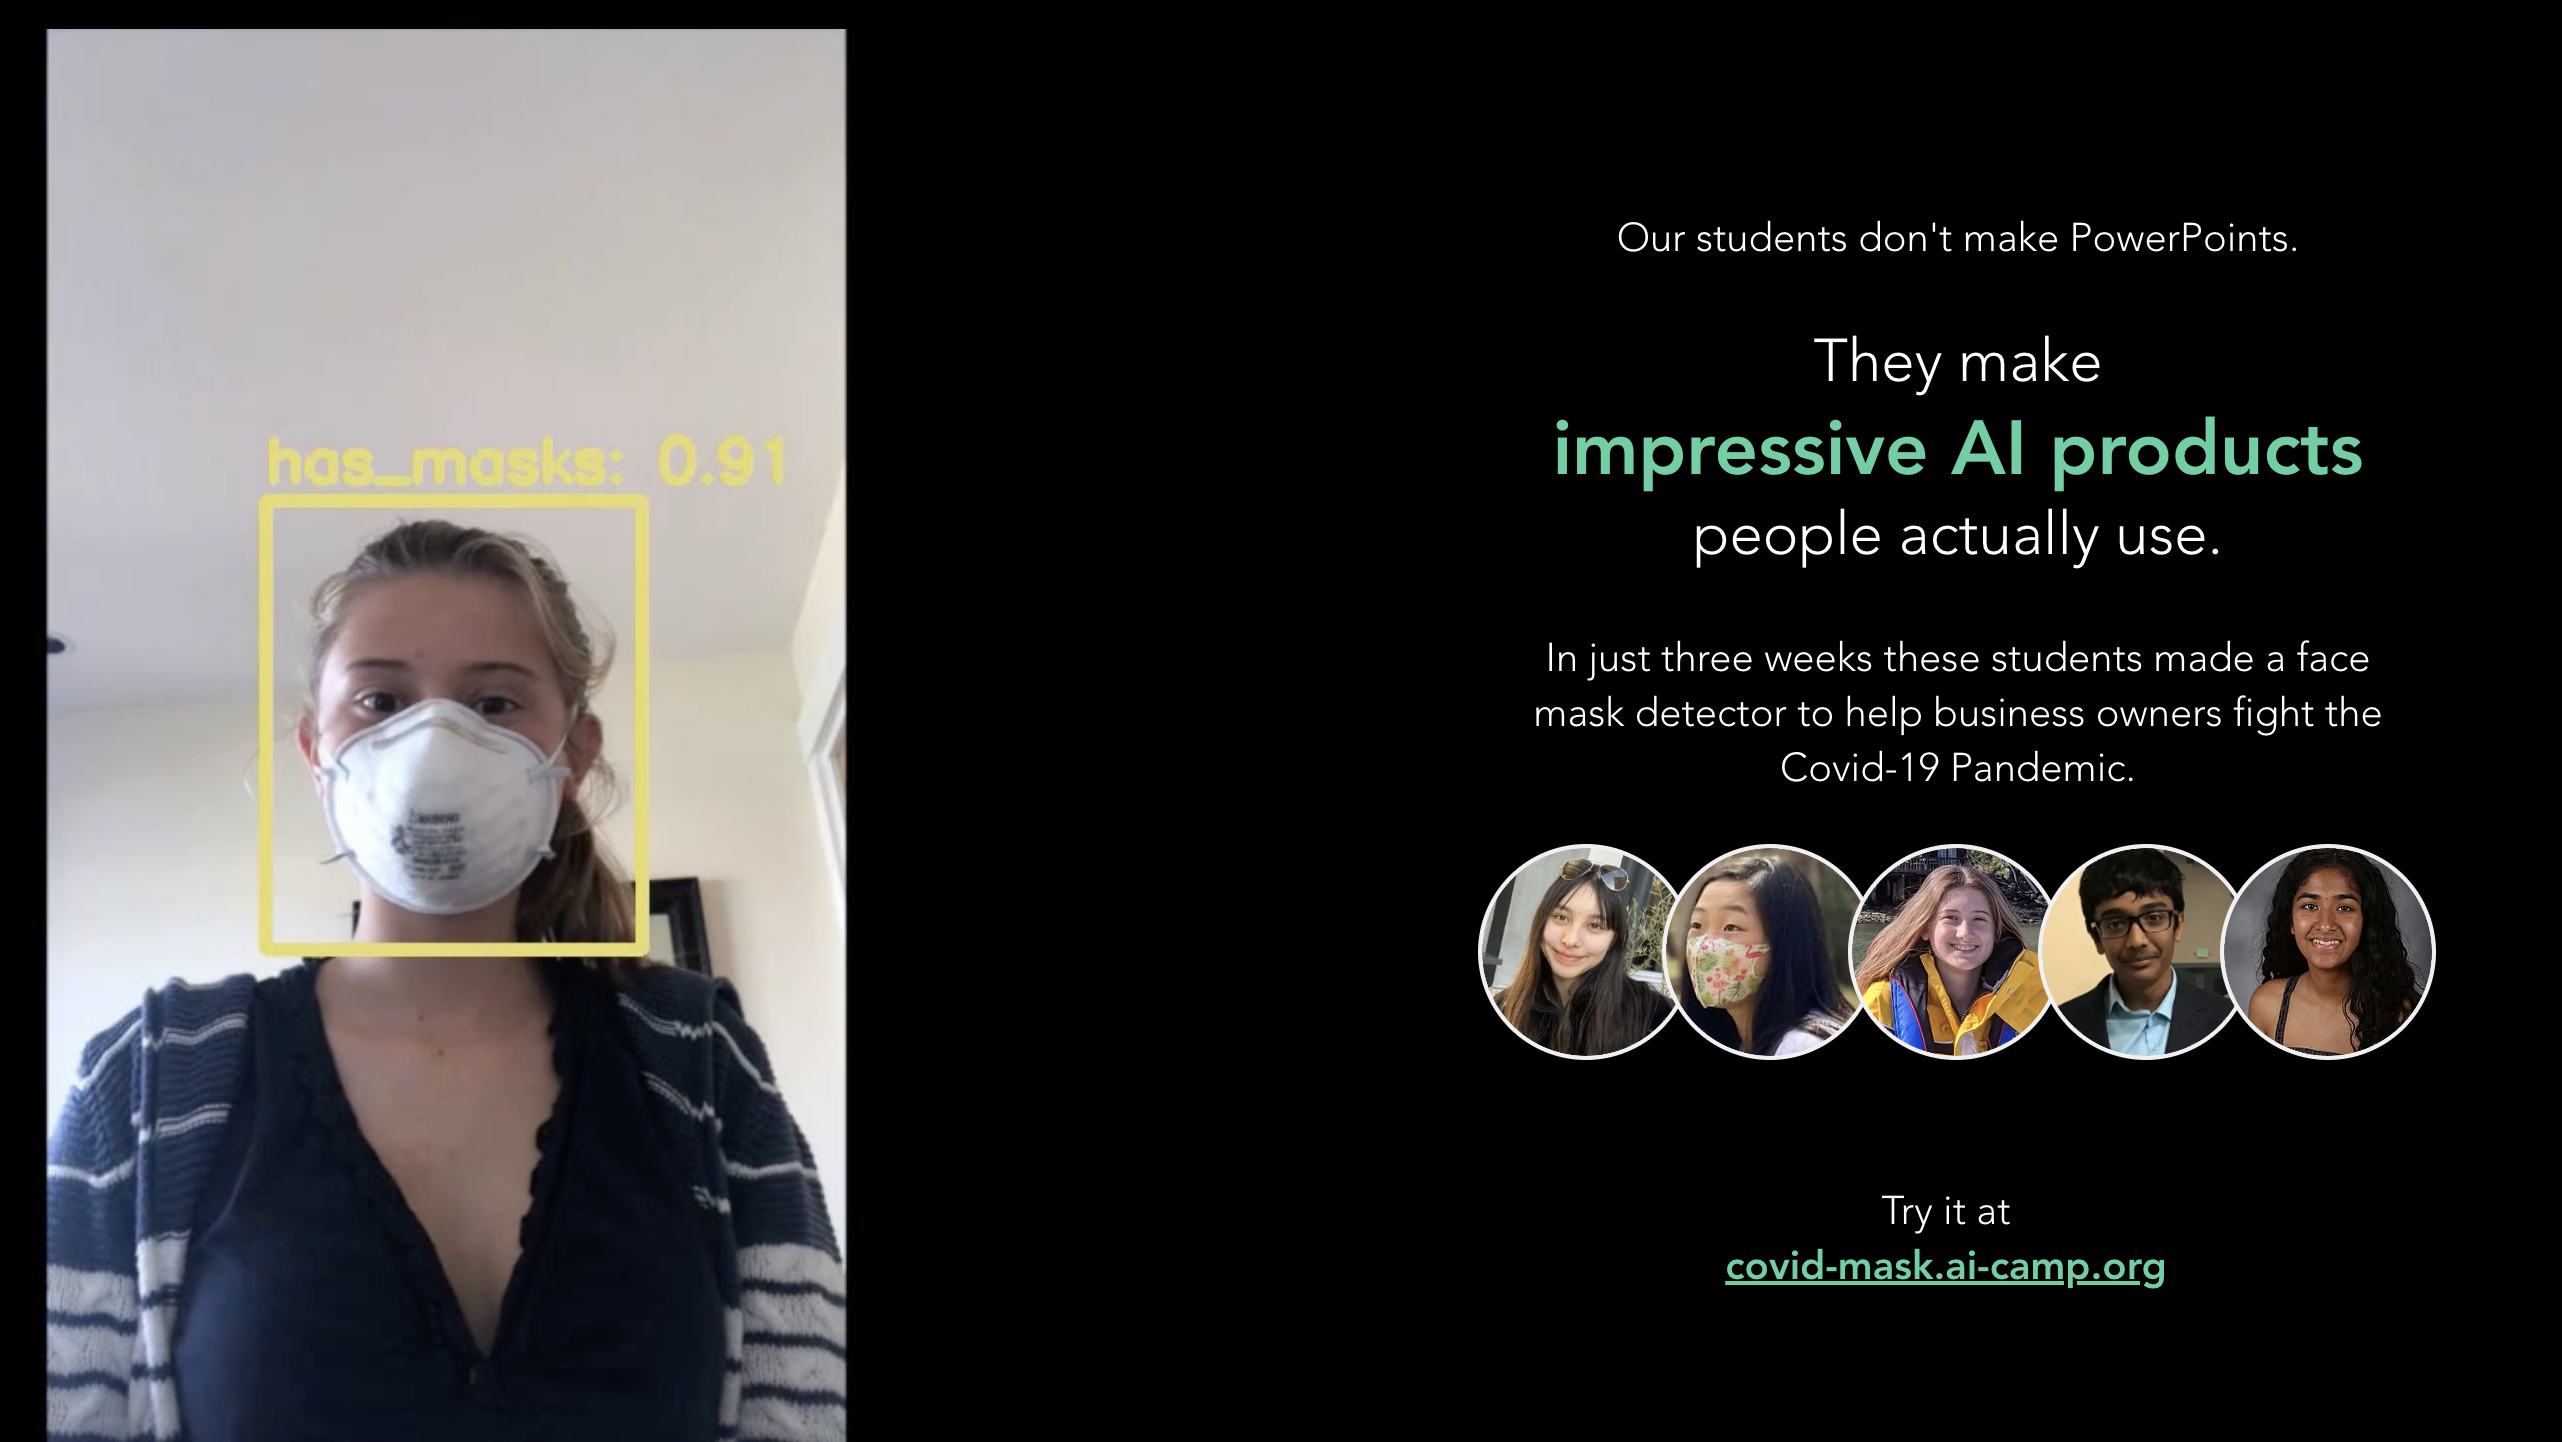 has_masks: 0.91
Our students don't make PowerPoints.
They make
impressive AI products
people actually use.
In just three weeks these students made a face
mask detector to help business owners fight the
Covid-19 Pandemic.
Try it at
covid-mask.ai-camp.org